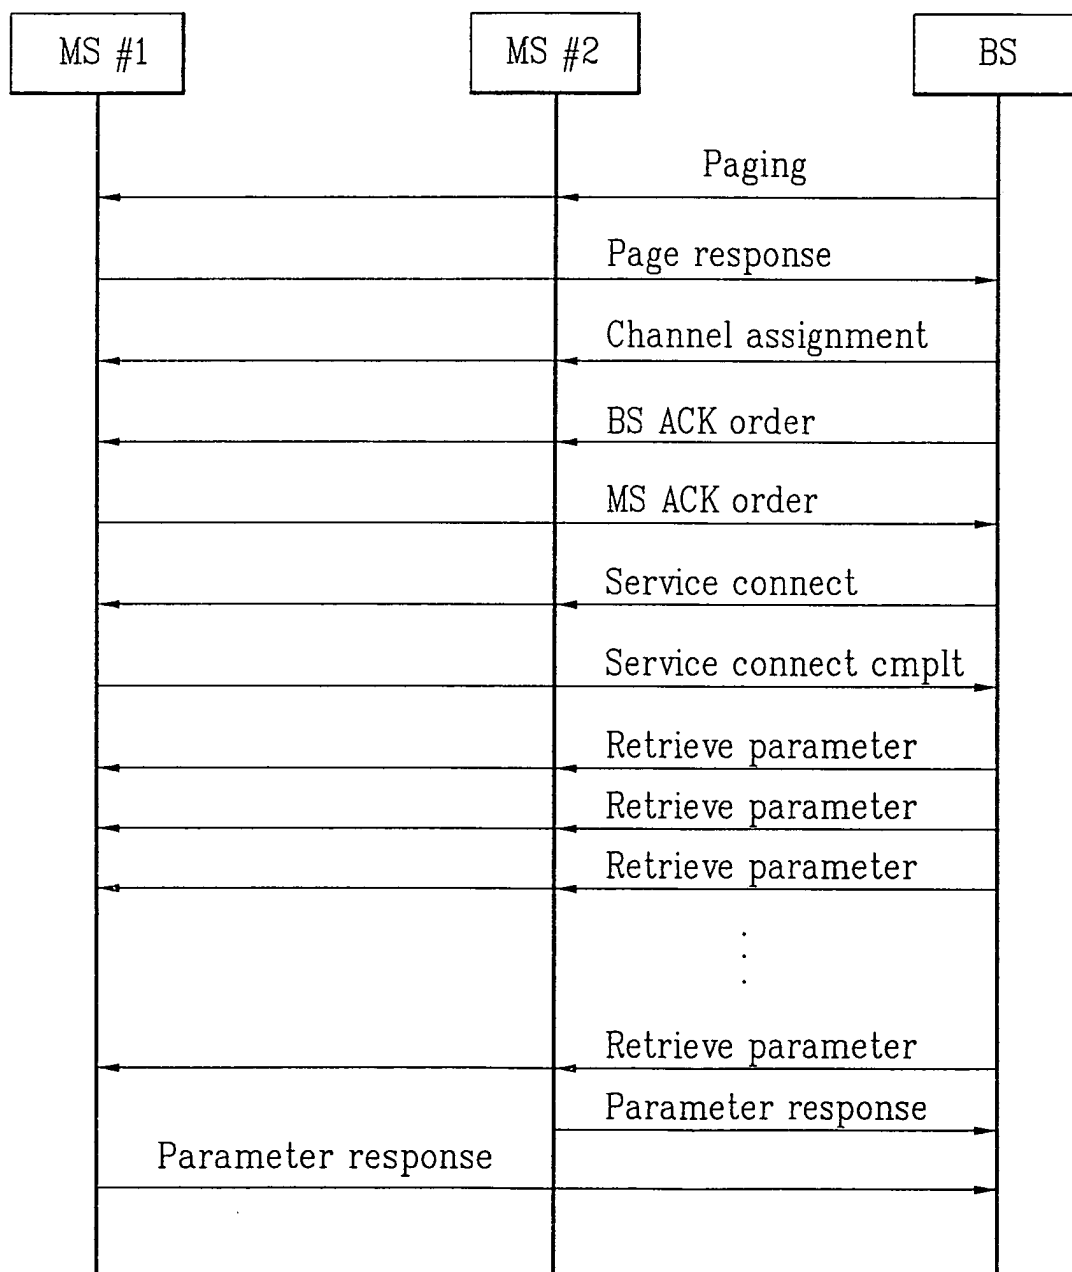 MS #1
MS #2
BS
Paging
Page response
Channel assignment
BS ACK order
MS ACK order
Service connect
Service connect cmplt
Retrieve parameter
Retrieve parameter
Retrieve parameter
Retrieve parameter
Parameter response
Parameter response